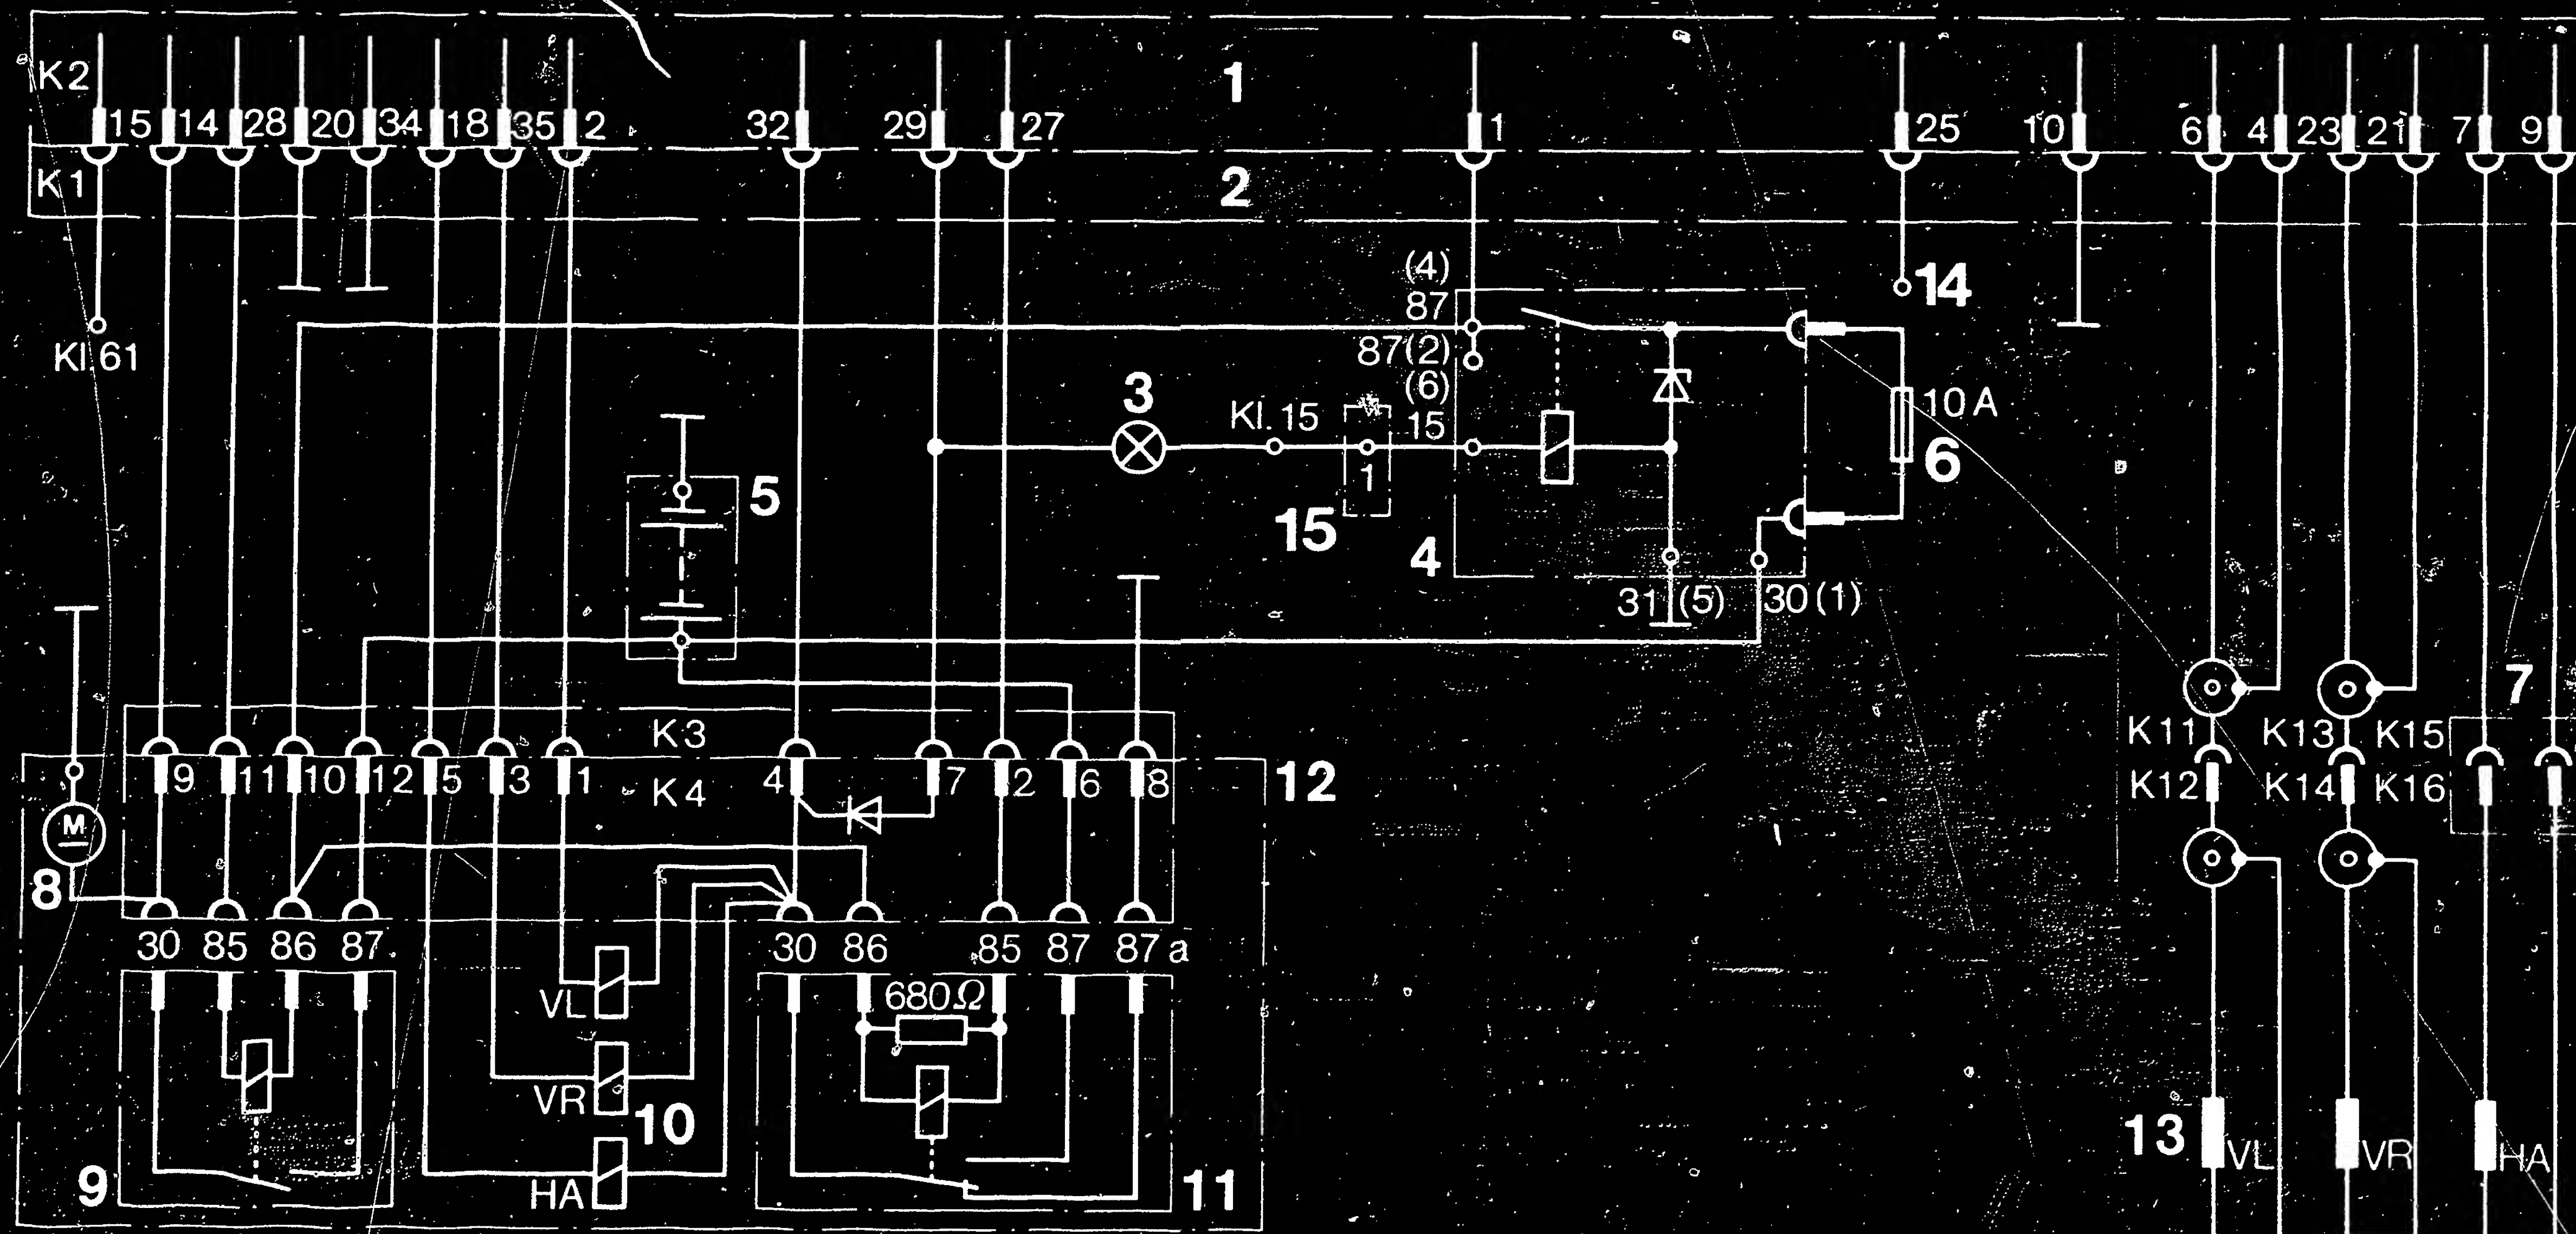 1
K2
15 14 28 20 34 18 35 2 32 29 27 1 25 10 6 4 23 21 7 9
K1
2
(4)
14
87
Kl.61
87(2)
3
(6)
10 A
Kl. 15
15
6
1
5
15
4
31 (5)
30 (1)
7
K3
K11
K13
K15
9 11 10 12 5 3 1
K4
4 7 2 6 8
12
K12
K14
K16
M
8
30 85 86 87
30 86 85 87 87a
680Ω
VL
VR
10
13
VL
VR
HA
9
HA
11